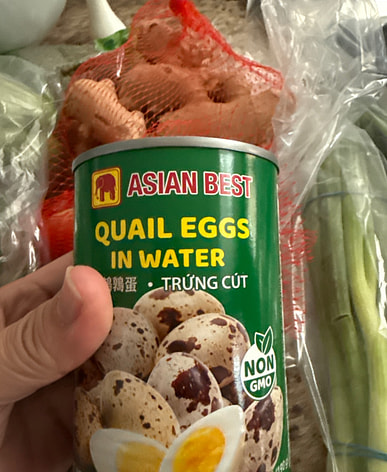 ASIAN BEST
QUAIL EGGS
IN WATER
鵪鶉蛋 • TRỨNG CÚT
NON
GMO